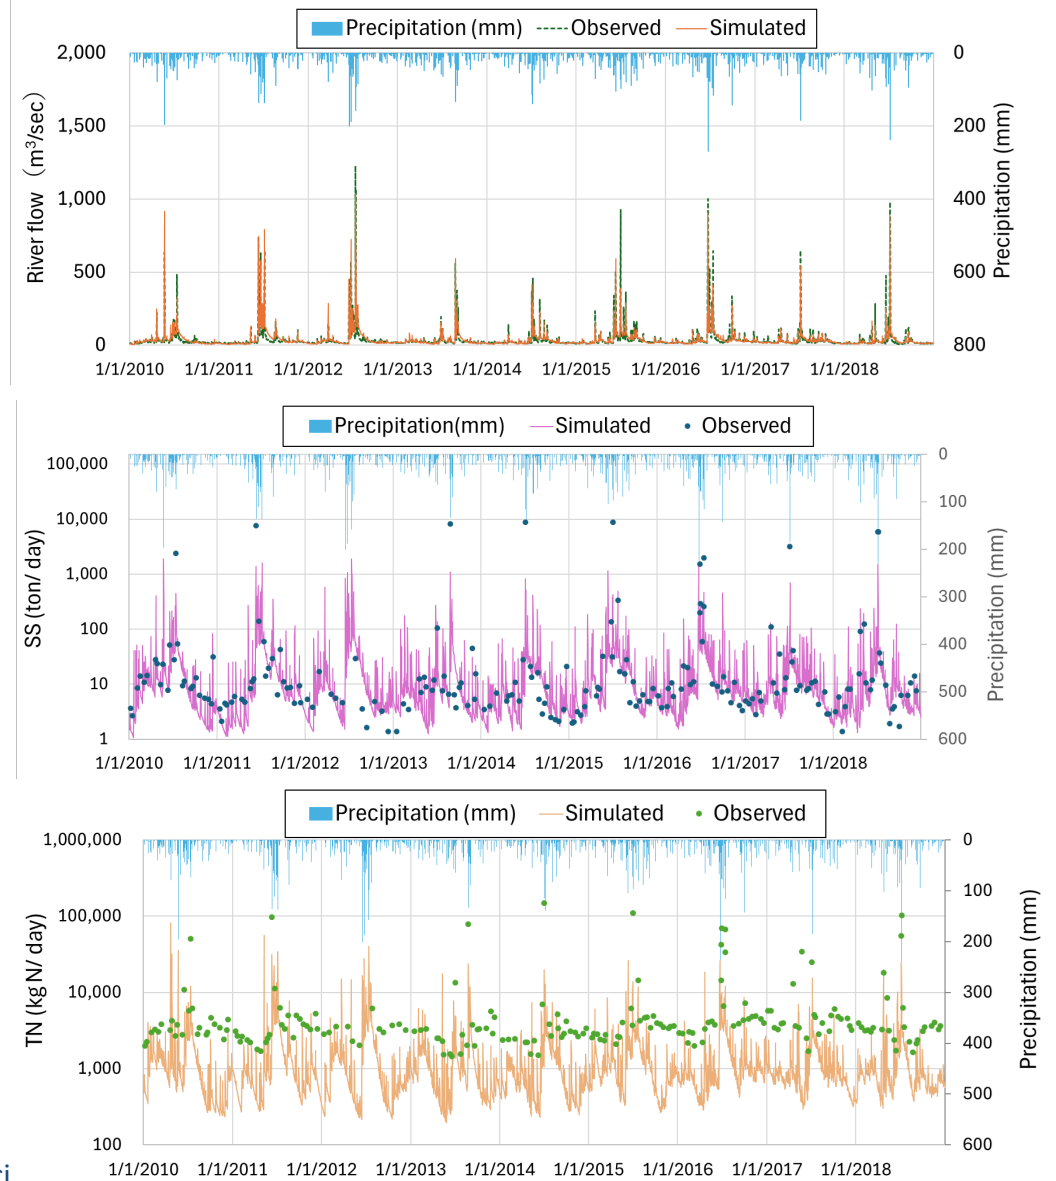 Precipitation (mm) Observed Simulated
2,000
1,500
1,000
500
0
River flow（m³/sec）
0
200
400
600
800
Precipitation (mm)
1/1/2010 1/1/2011 1/1/2012 1/1/2013 1/1/2014 1/1/2015 1/1/2016 1/1/2017 1/1/2018
Precipitation(mm) Simulated Observed
100,000
10,000
1,000
100
10
1
SS (ton/ day)
0
100
200
300
400
500
600
Precipitation (mm)
1/1/2010 1/1/2011 1/1/2012 1/1/2013 1/1/2014 1/1/2015 1/1/2016 1/1/2017 1/1/2018
Precipitation (mm) Simulated Observed
1,000,000
100,000
10,000
1,000
100
TN (kg N/ day)
0
100
200
300
400
500
600
Precipitation (mm)
1/1/2010 1/1/2011 1/1/2012 1/1/2013 1/1/2014 1/1/2015 1/1/2016 1/1/2017 1/1/2018